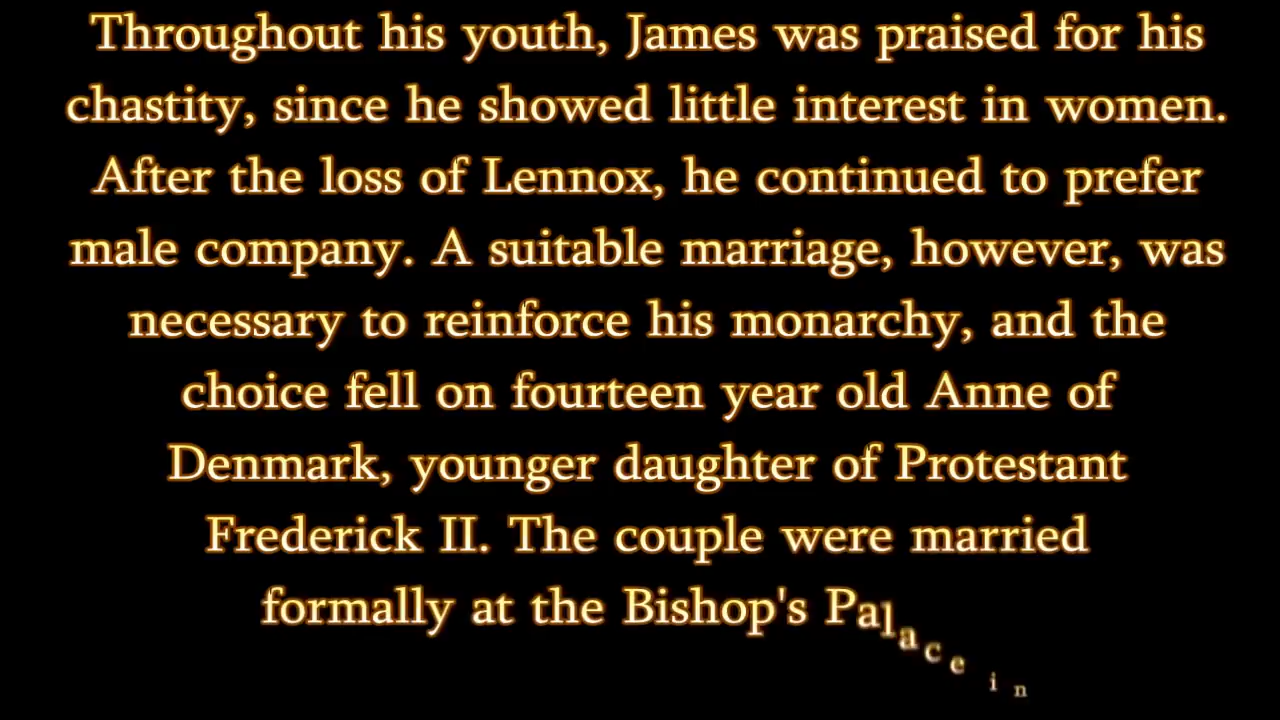 Throughout his youth, James was praised for his
chastity, since he showed little interest in women.
After the loss of Lennox, he continued to prefer
male company. A suitable marriage, however, was
necessary to reinforce his monarchy, and the
choice fell on fourteen year old Anne of
Denmark, younger daughter of Protestant
Frederick II. The couple were married
formally at the Bishop's Palace in